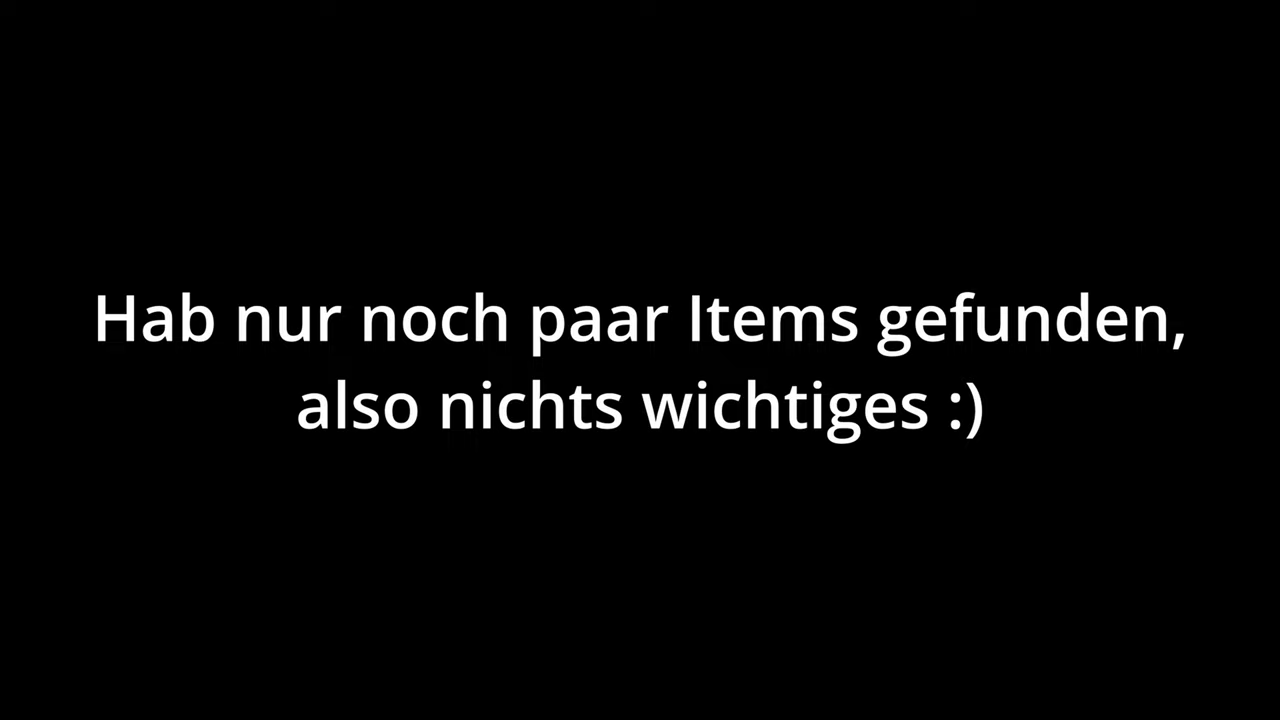 Hab nur noch paar Items gefunden,
also nichts wichtiges :)